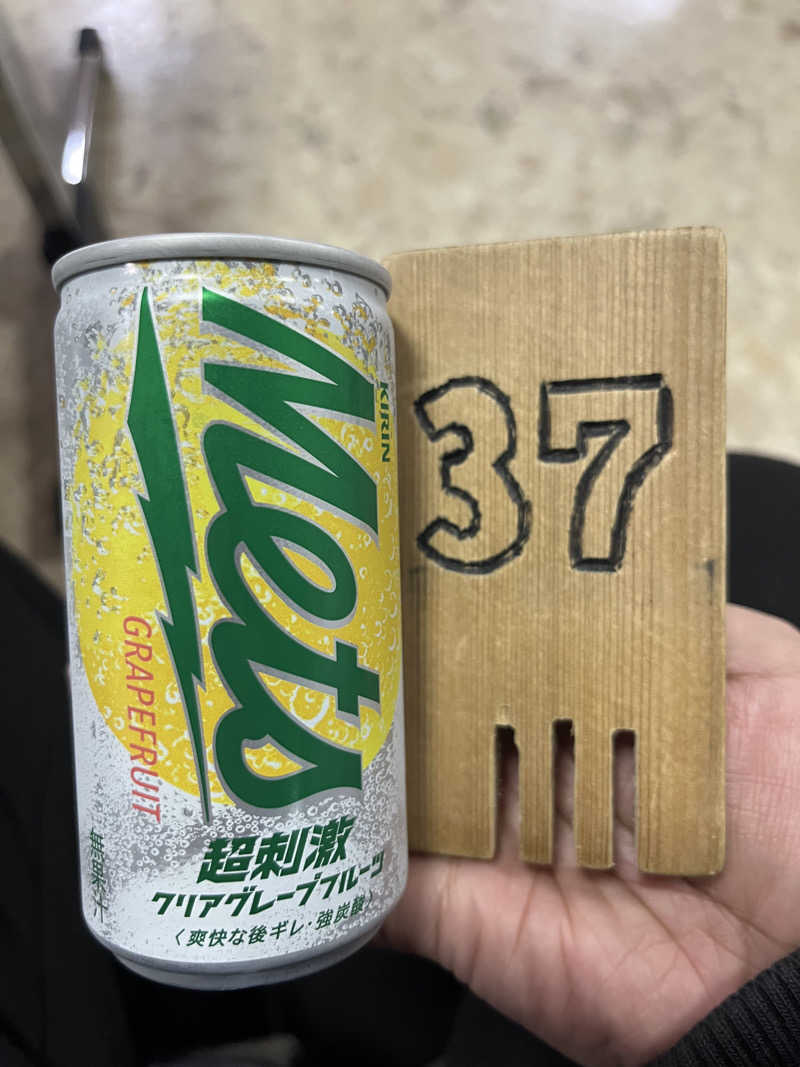 KIRIN
Mets
GRAPEFRUIT
超刺激
クリアグレープフルーツ
〈爽快な後ギレ・強炭酸〉
無果汁
37